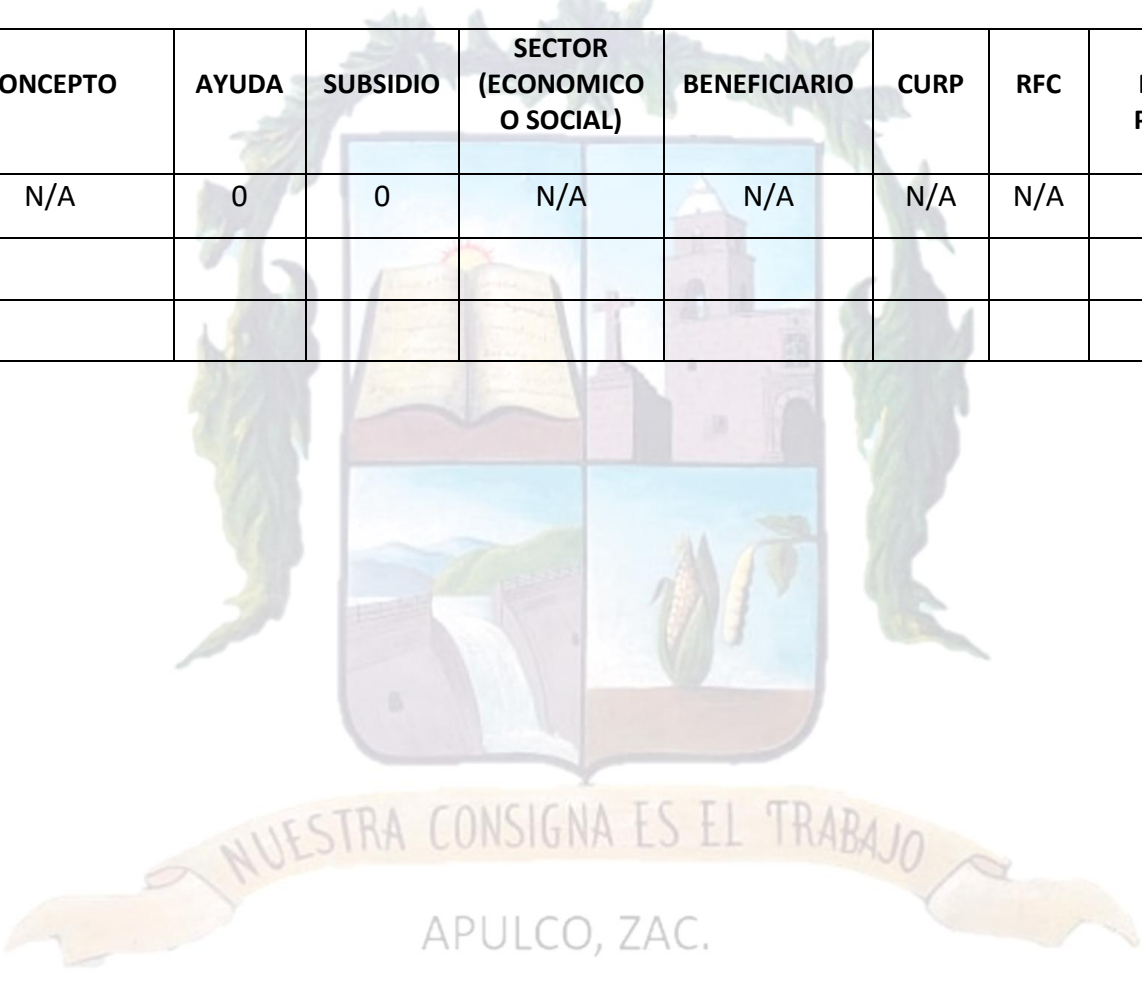 ONCEPTO AYUDA SUBSIDIO SECTOR (ECONOMICO O SOCIAL) BENEFICIARIO CURP RFC
N/A 0 0 N/A N/A N/A N/A
NUESTRA CONSIGNA ES EL TRABAJO
APULCO, ZAC.